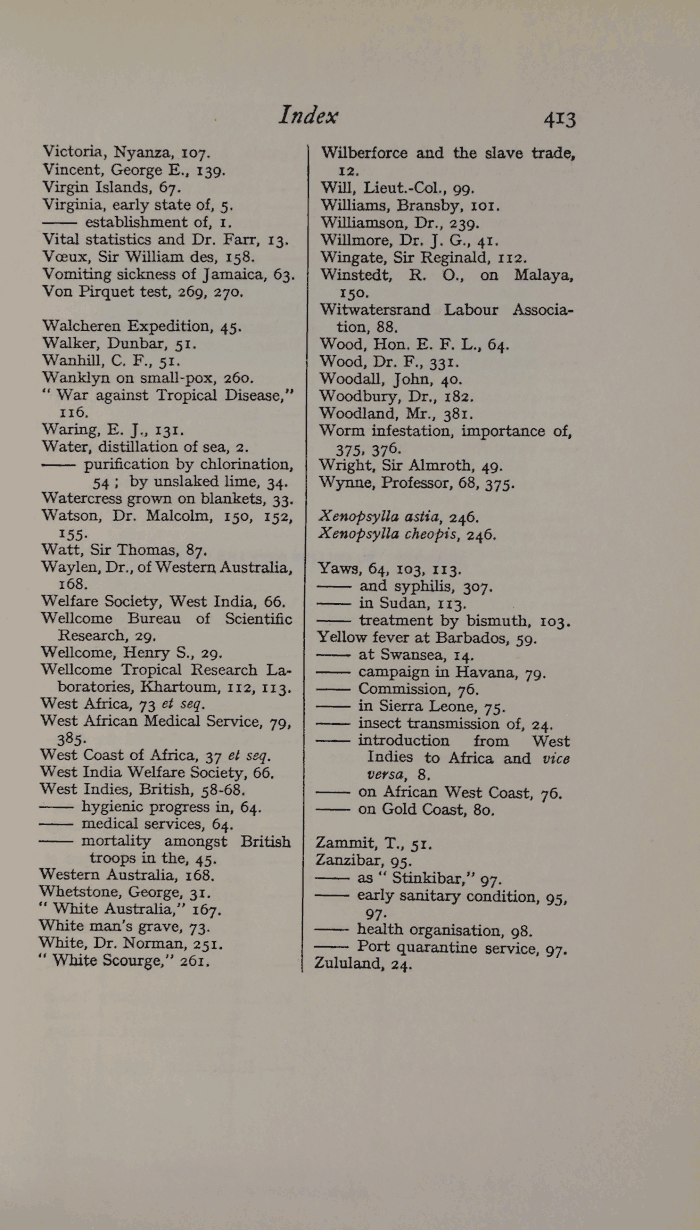 Index
413
Victoria, Nyanza, 107.
Vincent, George E., 139.
Virgin Islands, 67.
Virginia, early state of, 5.
—— establishment of, 1.
Vital statistics and Dr. Farr, 13.
Vœux, Sir William des, 158.
Vomiting sickness of Jamaica, 63.
Von Pirquet test, 269, 270.
Walcheren Expedition, 45.
Walker, Dunbar, 51.
Wanhill, C. F., 51.
Wanklyn on small-pox, 260.
" War against Tropical Disease,"
116.
Waring, E. J., 131.
Water, distillation of sea, 2.
—— purification by chlorination,
54 ; by unslaked lime, 34.
Watercress grown on blankets, 33.
Watson, Dr. Malcolm, 150, 152,
155.
Watt, Sir Thomas, 87.
Waylen, Dr., of Western Australia,
168.
Welfare Society, West India, 66.
Wellcome Bureau of Scientific
Research, 29.
Wellcome, Henry S., 29.
Wellcome Tropical Research La-
boratories, Khartoum, 112, 113.
West Africa, 73 et seq.
West African Medical Service, 79,
385.
West Coast of Africa, 37 et seq.
West India Welfare Society, 66.
West Indies, British, 58-68.
—— hygienic progress in, 64.
—— medical services, 64.
—— mortality amongst British
troops in the, 45.
Western Australia, 168.
Whetstone, George, 31.
" White Australia," 167.
White man's grave, 73.
White, Dr. Norman, 251.
" White Scourge," 261.
Wilberforce and the slave trade,
12.
Will, Lieut.-Col., 99.
Williams, Bransby, 101.
Williamson, Dr., 239.
Willmore, Dr. J. G., 41.
Wingate, Sir Reginald, 112.
Winstedt, R. O., on Malaya,
150.
Witwatersrand Labour Associa-
tion, 88.
Wood, Hon. E. F. L., 64.
Wood, Dr. F., 331.
Woodall, John, 40.
Woodbury, Dr., 182.
Woodland, Mr., 381.
Worm infestation, importance of,
375, 376.
Wright, Sir Almroth, 49.
Wynne, Professor, 68, 375.
Xenopsylla astia, 246.
Xenopsylla cheopis, 246.
Yaws, 64, 103, 113.
—— and syphilis, 307.
—— in Sudan, 113.
—— treatment by bismuth, 103.
Yellow fever at Barbados, 59.
—— at Swansea, 14.
—— campaign in Havana, 79.
—— Commission, 76.
—— in Sierra Leone, 75.
—— insect transmission of, 24.
—— introduction from West
Indies to Africa and vice
versa, 8.
—— on African West Coast, 76.
—— on Gold Coast, 80.
Zammit, T., 51.
Zanzibar, 95.
—— as " Stinkibar," 97.
—— early sanitary condition, 95,
97.
—— health organisation, 98.
—— Port quarantine service, 97.
Zululand, 24.